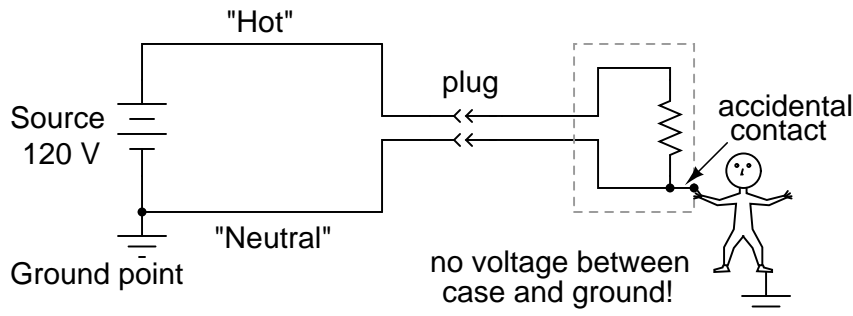 "Hot"
plug
Source
120 V
accidental
contact
"Neutral"
Ground point
no voltage between
case and ground!